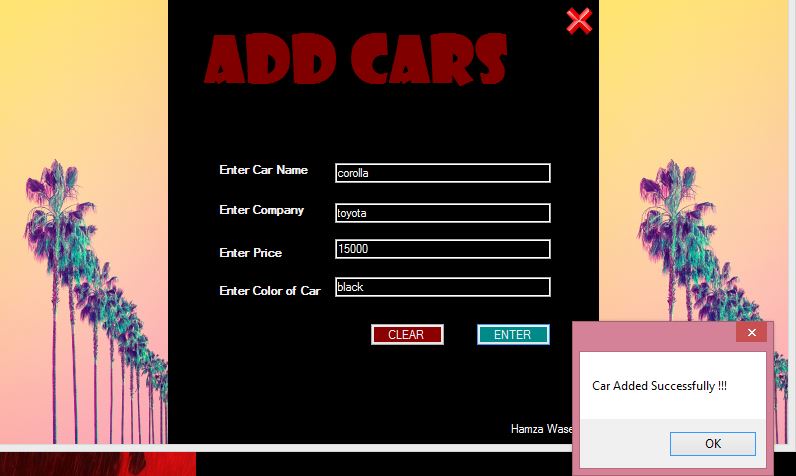 ADD CARS
Enter Car Name corolla
Enter Company toyota
Enter Price 15000
Enter Color of Car black
CLEAR ENTER
Car Added Successfully !!!
Hamza
OK